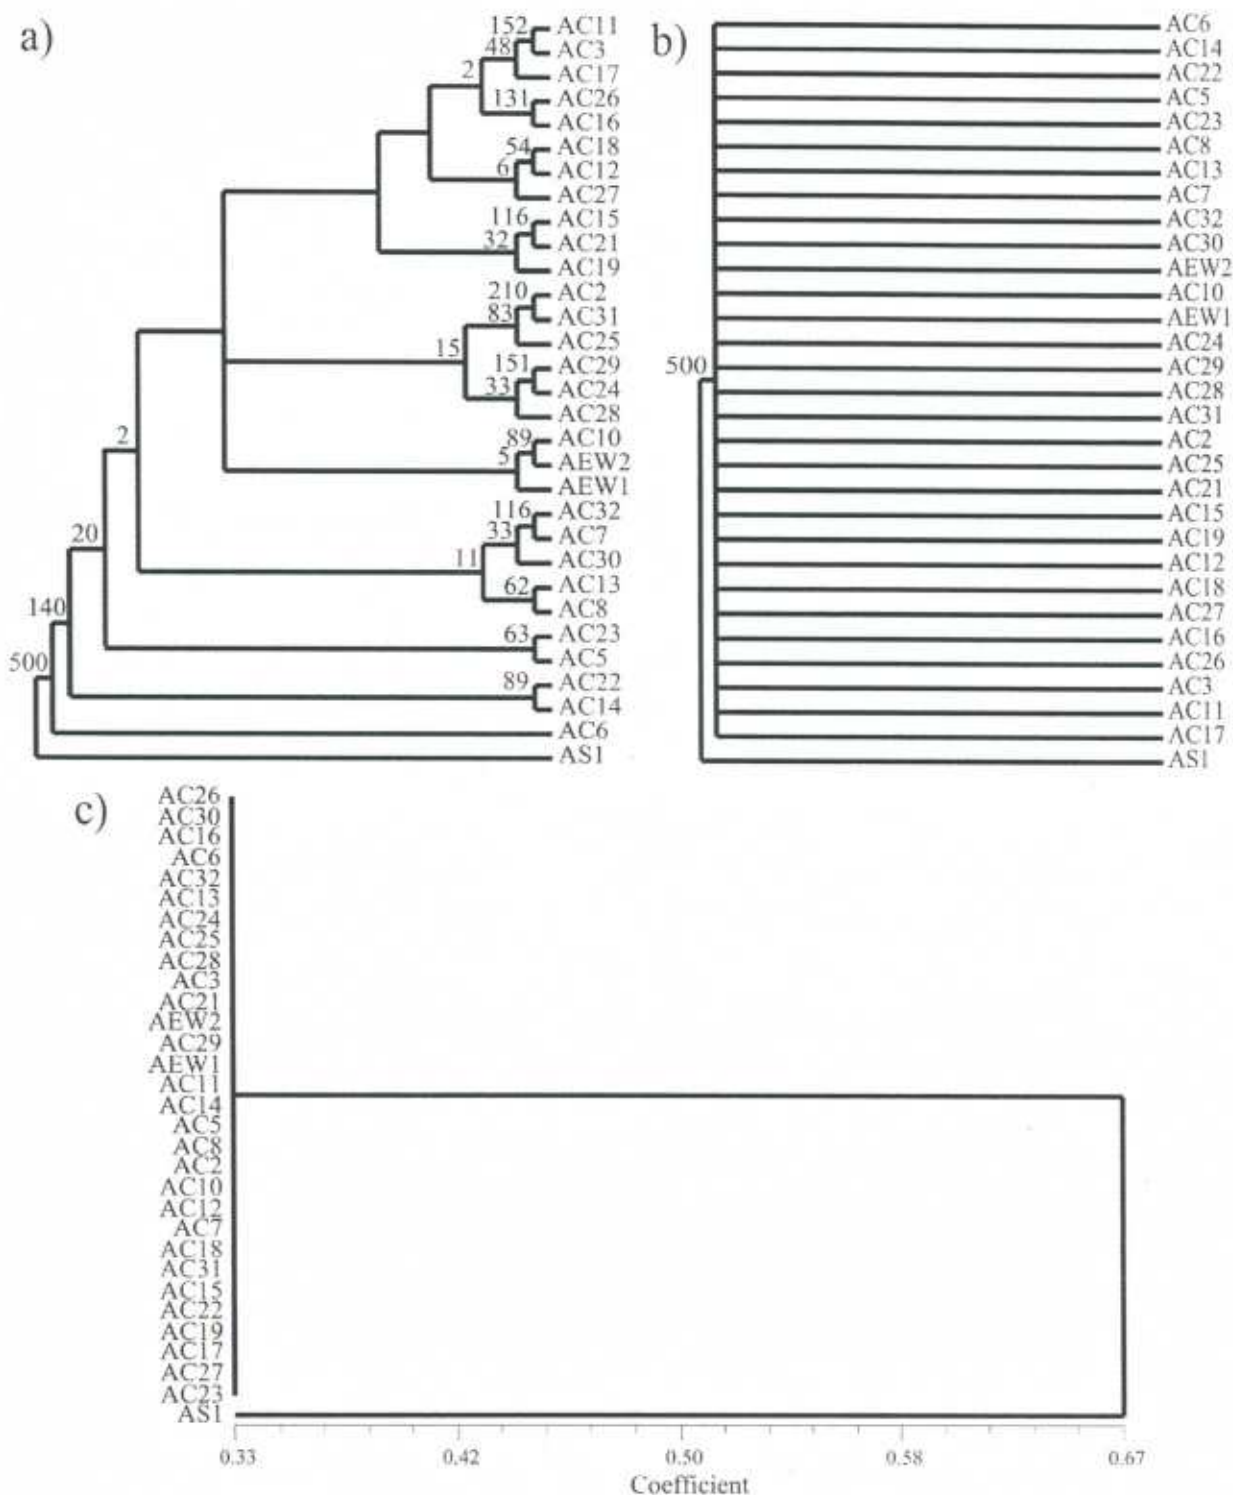 a)
152
AC11
48
AC3
AC17
2
131
AC26
AC16
54
AC18
6
AC12
AC27
116
AC15
32
AC21
AC19
210
AC2
83
AC31
AC25
15
151
AC29
33
AC24
AC28
89
AC10
5
AEW2
AEW1
2
116
AC32
33
AC7
AC30
11
62
AC13
AC8
20
63
AC23
AC5
140
89
AC22
AC14
500
AC6
AS1
b)
AC6
AC14
AC22
AC5
AC23
AC8
AC13
AC7
AC32
AC30
AEW2
AC10
AEW1
AC24
500
AC29
AC28
AC31
AC2
AC25
AC21
AC15
AC19
AC12
AC18
AC27
AC16
AC26
AC3
AC11
AC17
AS1
c)
AC26
AC30
AC16
AC6
AC32
AC13
AC24
AC25
AC28
AC3
AC21
AEW2
AC29
AEW1
AC11
AC14
AC5
AC8
AC2
AC10
AC12
AC7
AC18
AC31
AC15
AC22
AC19
AC17
AC27
AC23
AS1
0.33 0.42 0.50 0.58 0.67
Coefficient